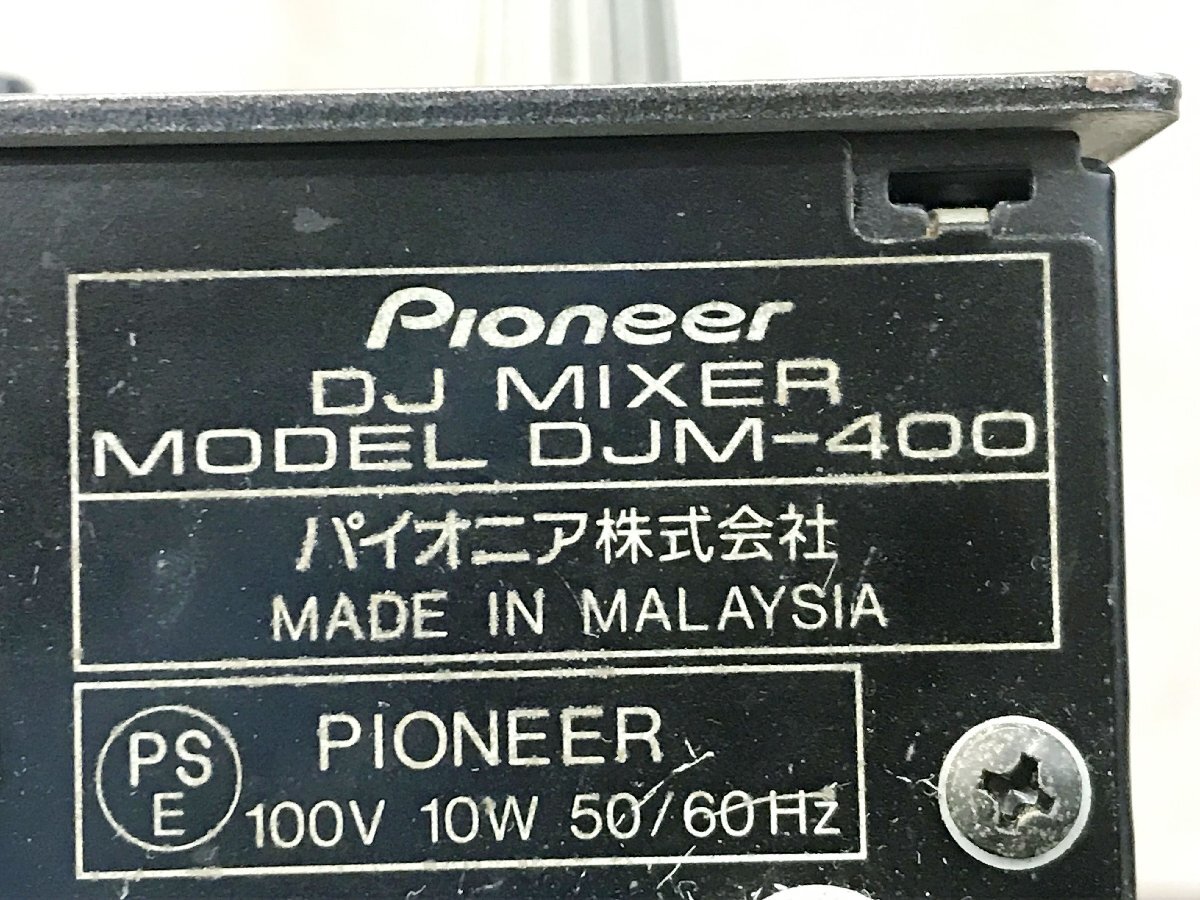 Pioneer
DJ MIXER
MODEL DJM-400
パイオニア株式会社
MADE IN MALAYSIA
PS
E
PIONEER
100V 10W 50/60Hz